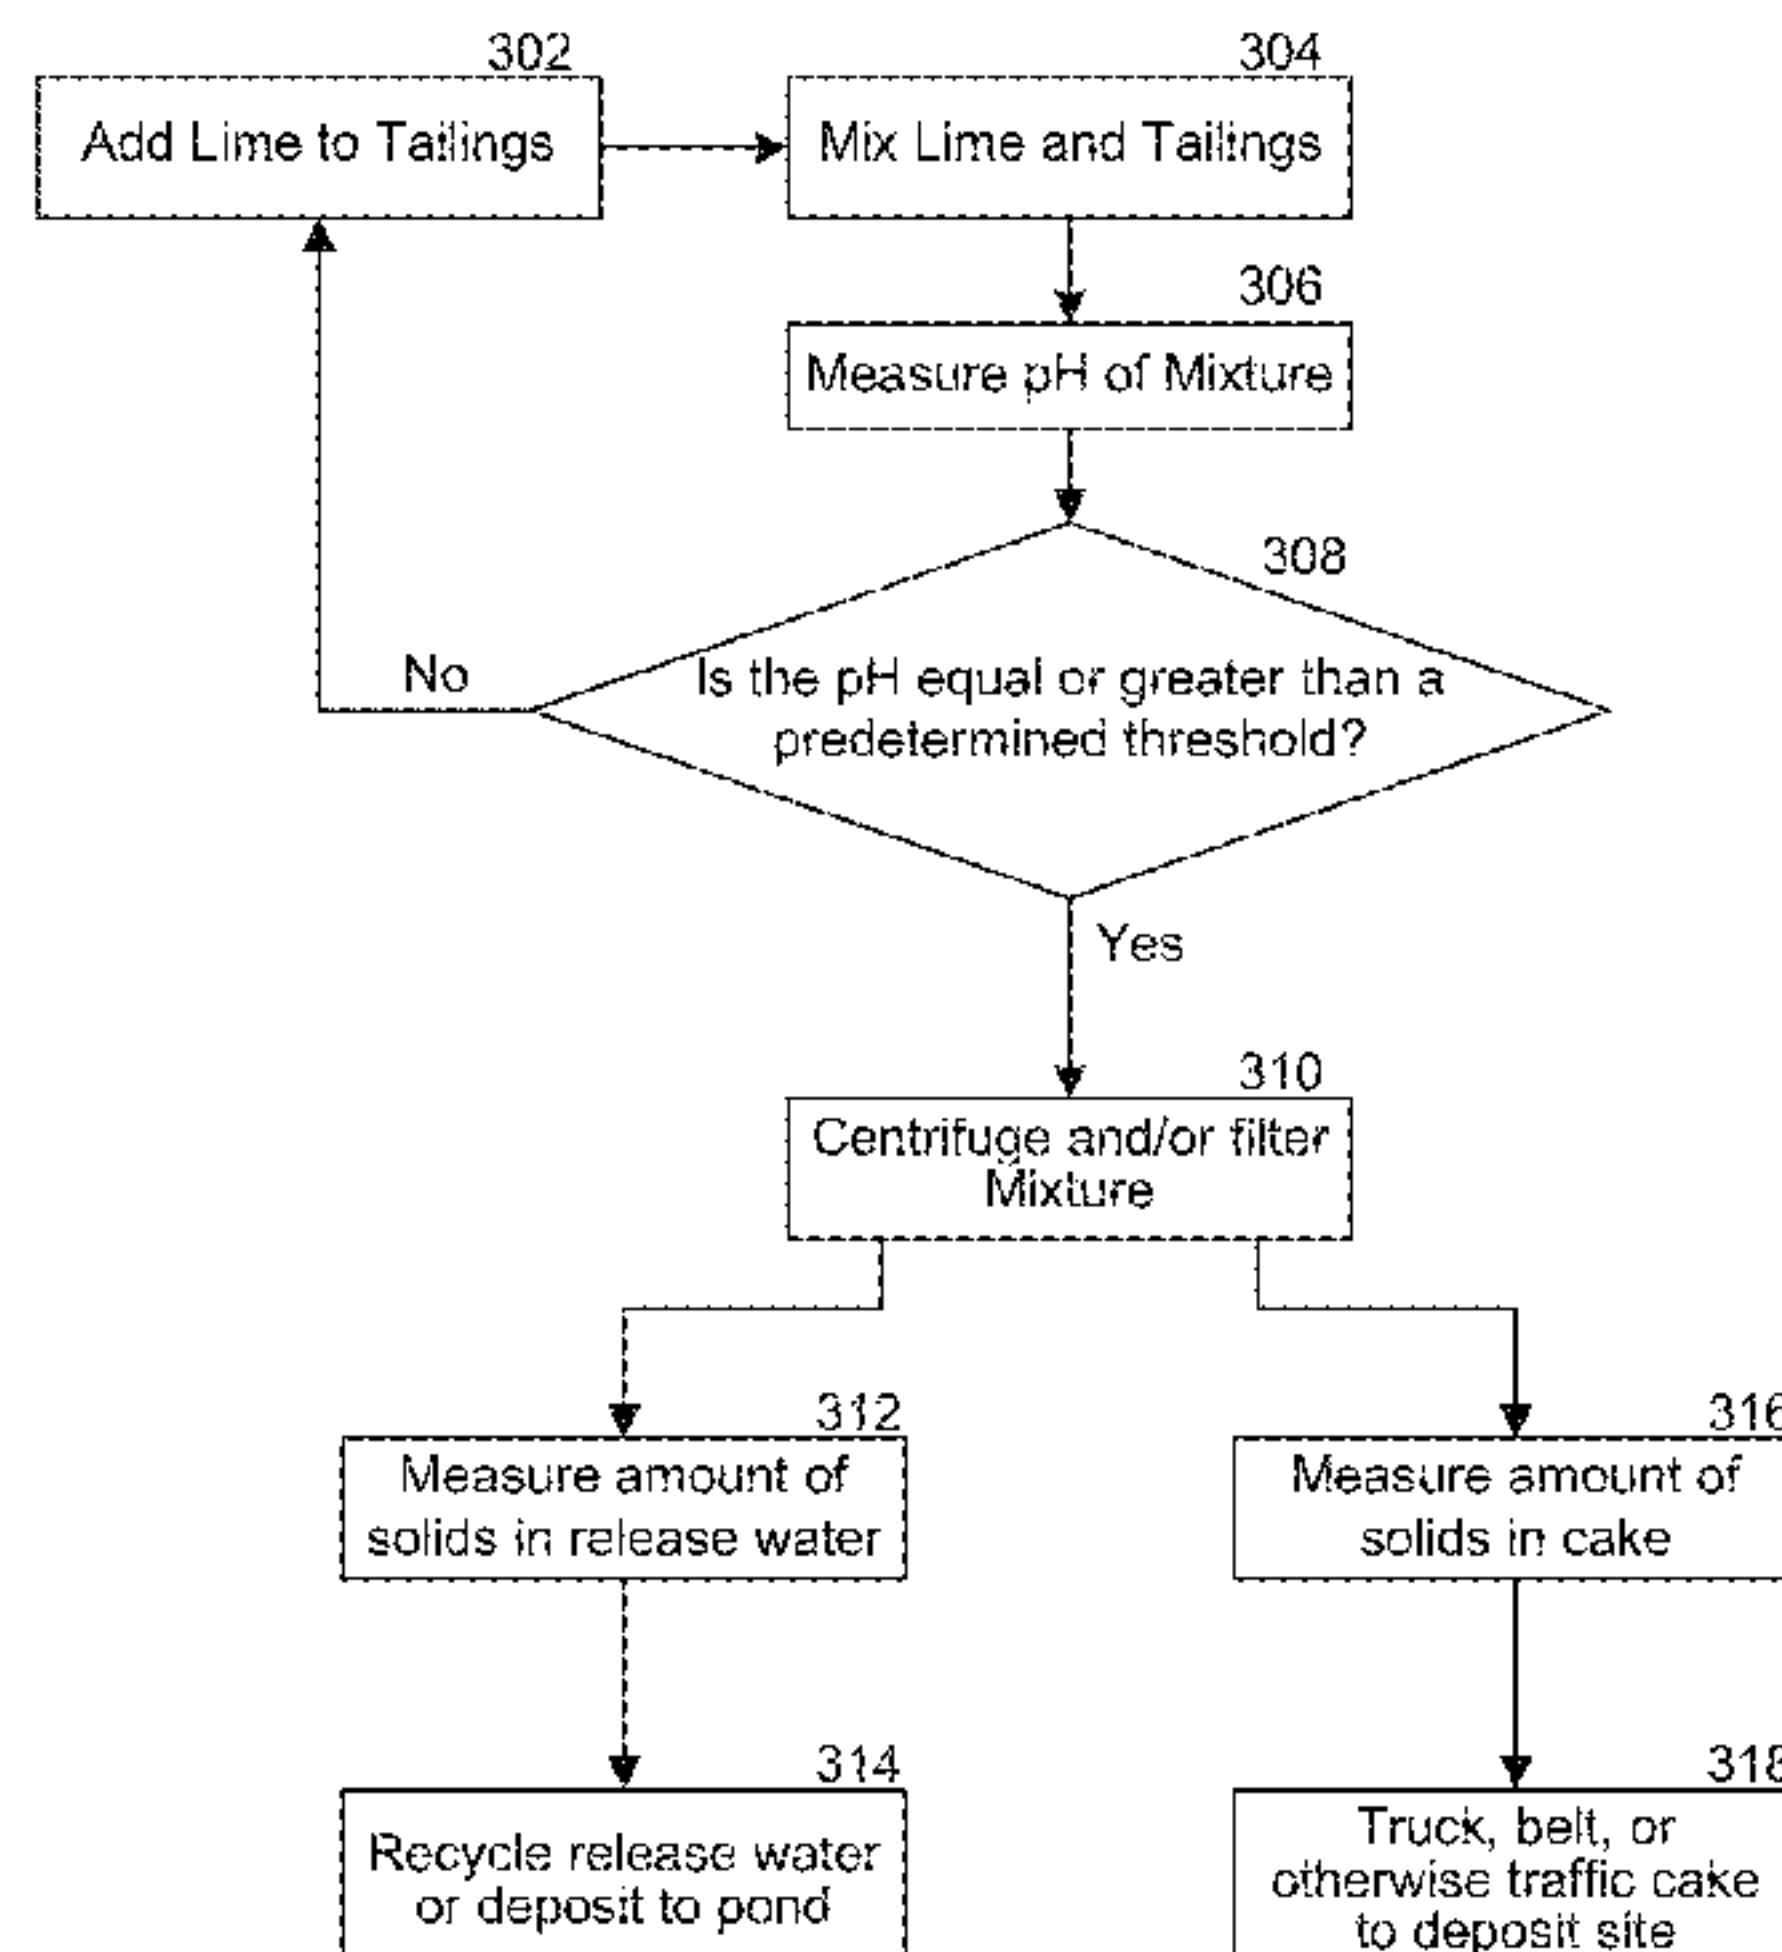 302
Add Lime to Tailings
304
Mix Lime and Tailings
306
Measure pH of Mixture
308
Is the pH equal or greater than a
predetermined threshold?
No
Yes
310
Centrifuge and/or filter
Mixture
312
Measure amount of
solids in release water
316
Measure amount of
solids in cake
314
Recycle release water
or deposit to pond
318
Truck, belt, or
otherwise traffic cake
to deposit site